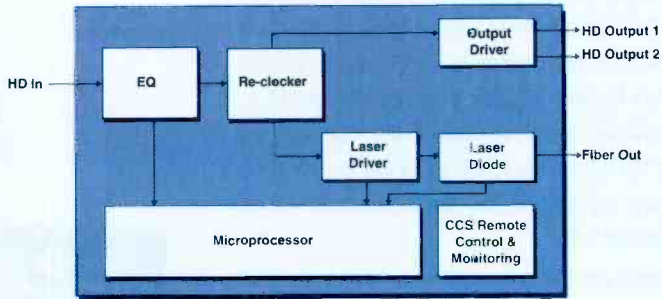 Output
Driver
HD Output 1
HD Output 2
HD In
EQ
Re-clocker
Laser
Driver
Laser
Diode
Fiber Out
Microprocessor
CCS Remote
Control &
Monitoring